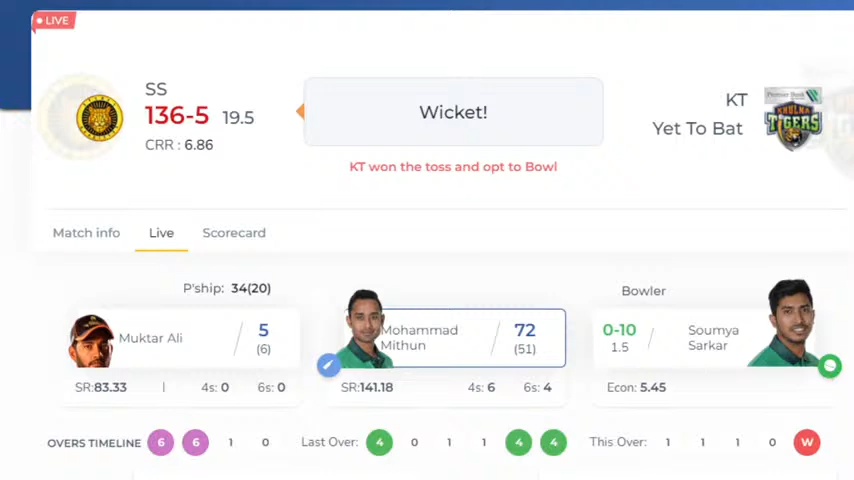 LIVE
SS
136-5 19.5
CRR : 6.86
Wicket!
KT won the toss and opt to Bowl
KT
Yet To Bat
Premier Bank
KHULNA
TIGERS
Match info Live Scorecard
P'ship: 34(20)
Muktar Ali 5
(6)
SR:83.33 4s: 0 6s: 0
Mohammad
Mithun
72
(51)
SR:141.18 4s: 6 6s: 4
Bowler
0-10
1.5
Soumya
Sarkar
Econ: 5.45
OVERS TIMELINE 6 6 1 0 Last Over: 4 0 1 1 4 4 This Over: 1 1 1 0 W